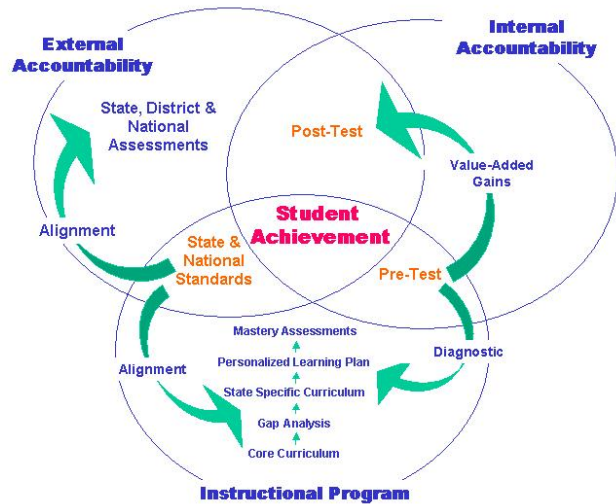 External
Accountability
Internal
Accountability
State, District &
National
Assessments
Post-Test
Value-Added
Gains
Student
Achievement
Alignment
State &
National
Standards
Pre-Test
Mastery Assessments
Diagnostic
Personalized Learning Plan
Alignment
State Specific Curriculum
Gap Analysis
Core Curriculum
Instructional Program